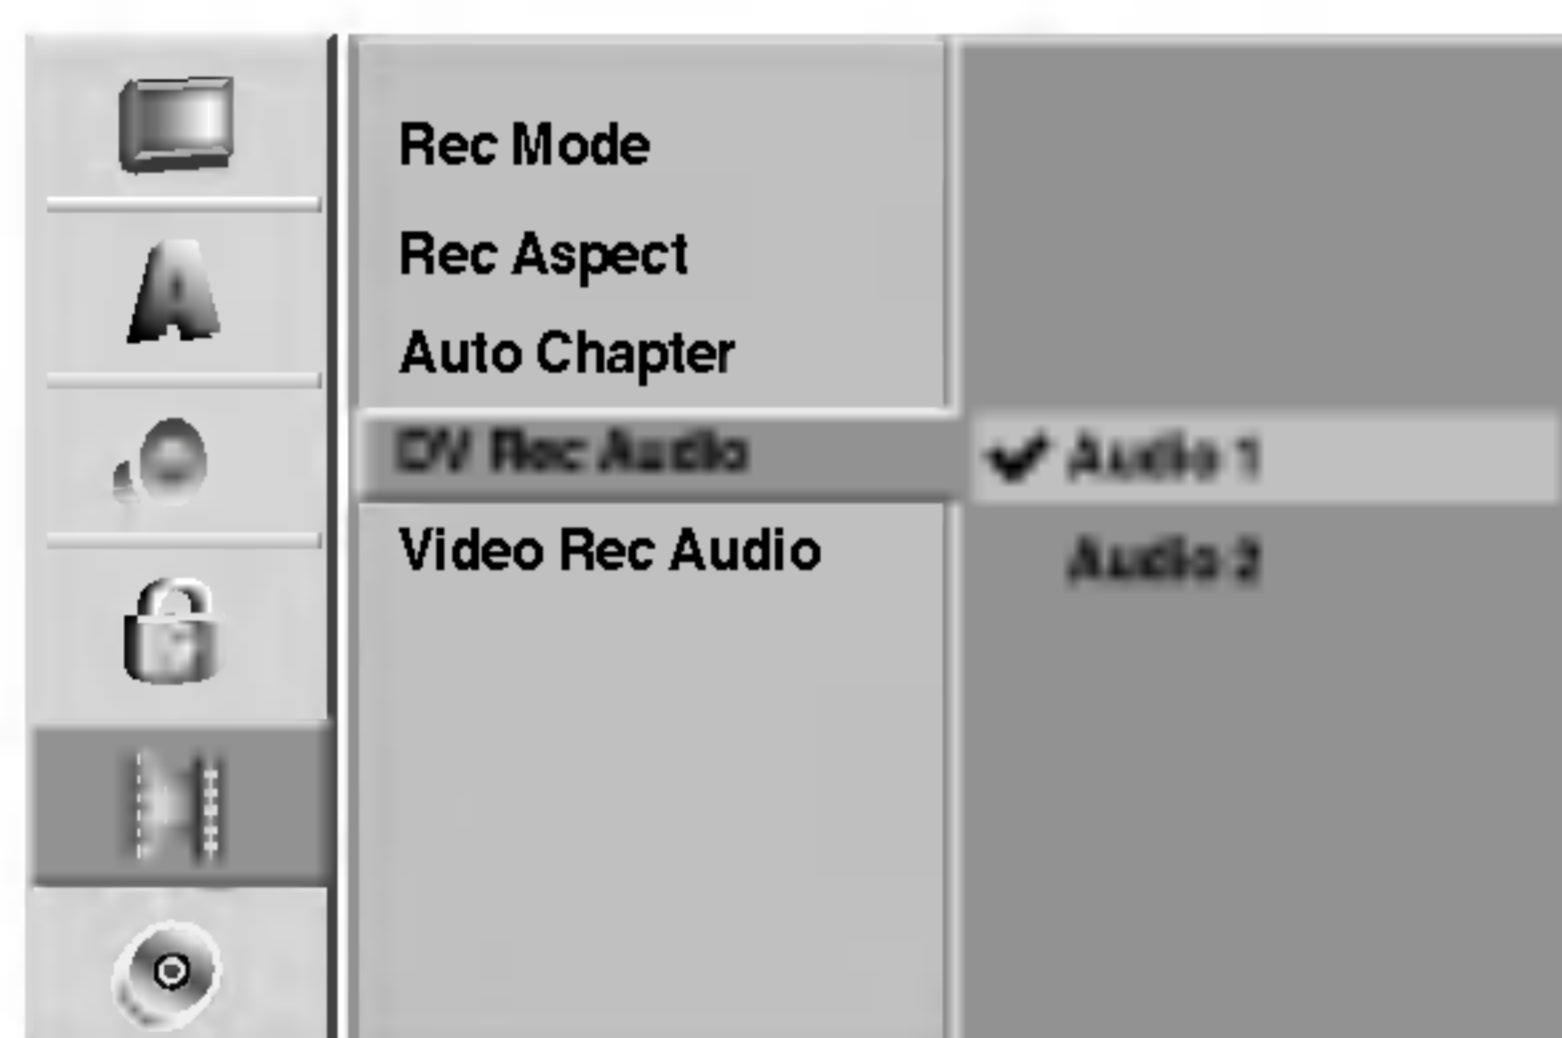 Rec Mode
Rec Aspect
Auto Chapter
DV Rec Audio
Audio 1
Video Rec Audio
Audio 2